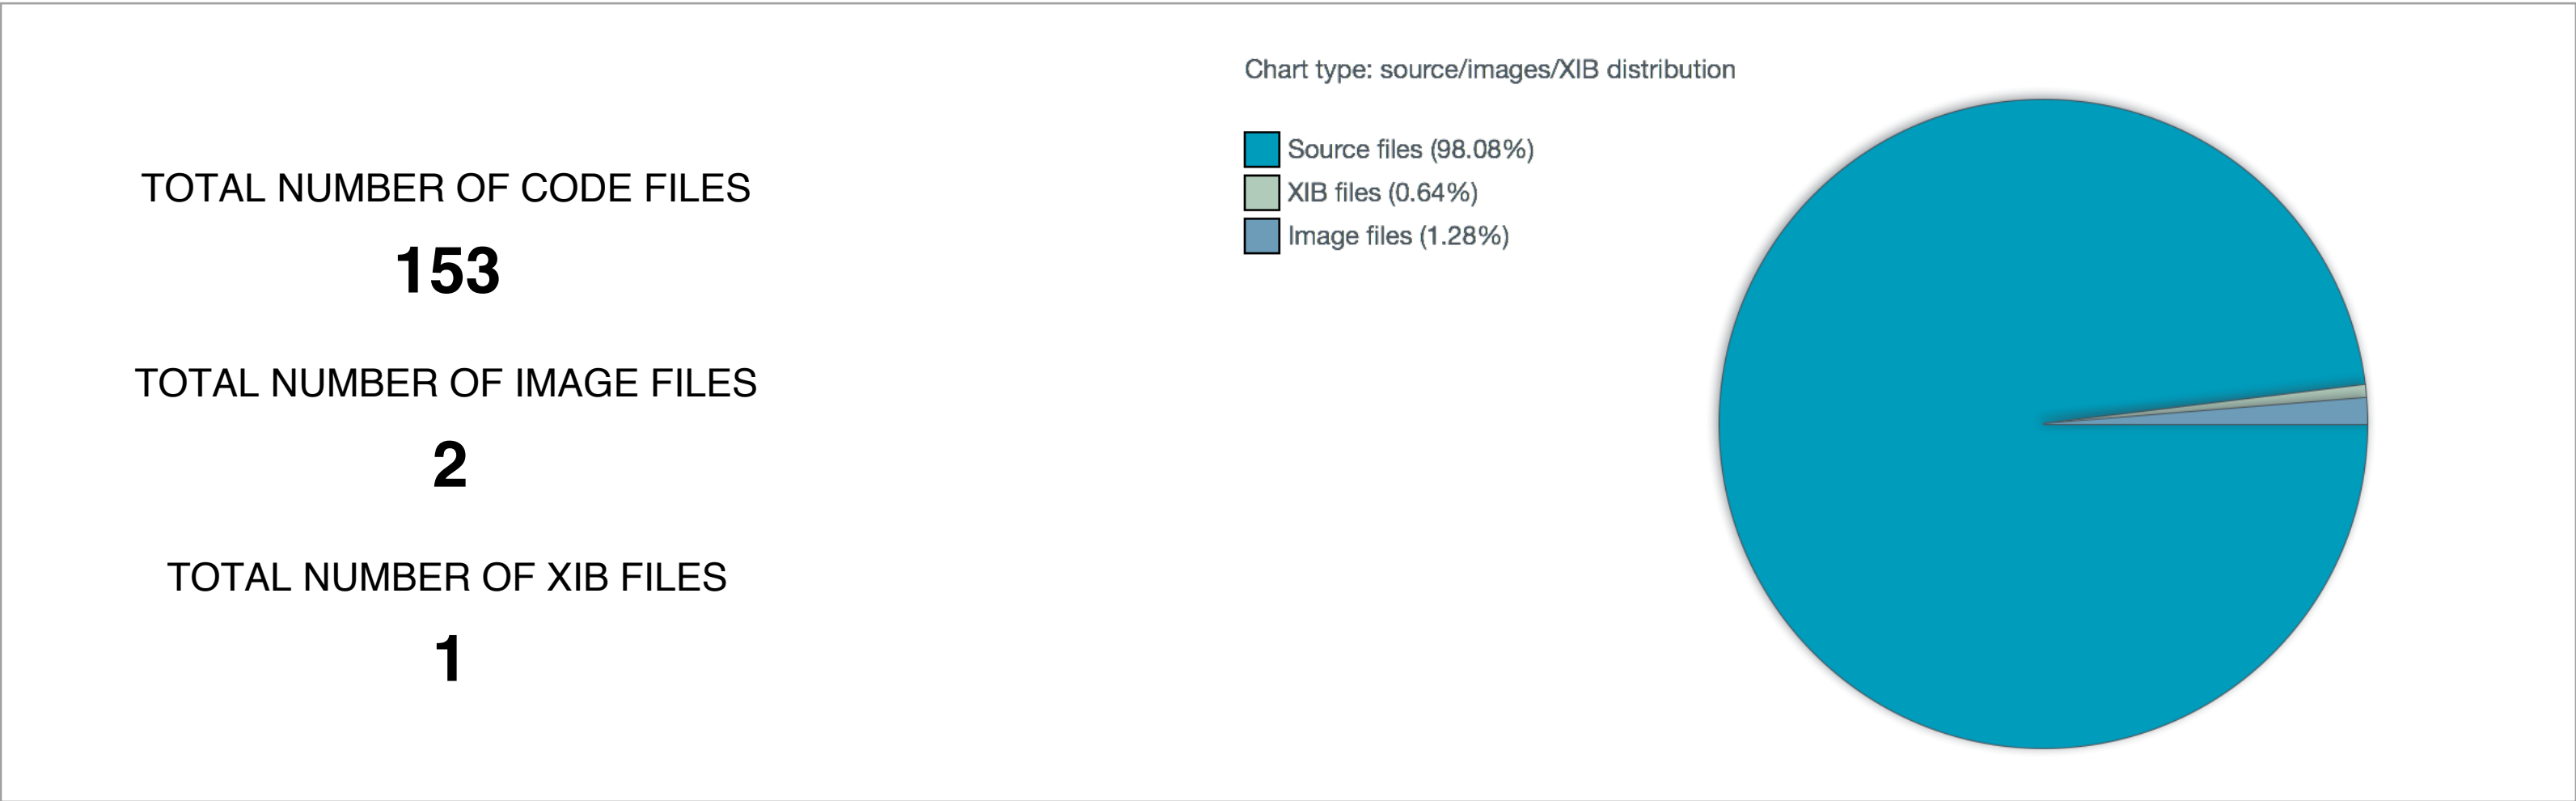 TOTAL NUMBER OF CODE FILES
153
TOTAL NUMBER OF IMAGE FILES
2
TOTAL NUMBER OF XIB FILES
1
Chart type: source/images/XIB distribution
Source files (98.08%)
XIB files (0.64%)
Image files (1.28%)